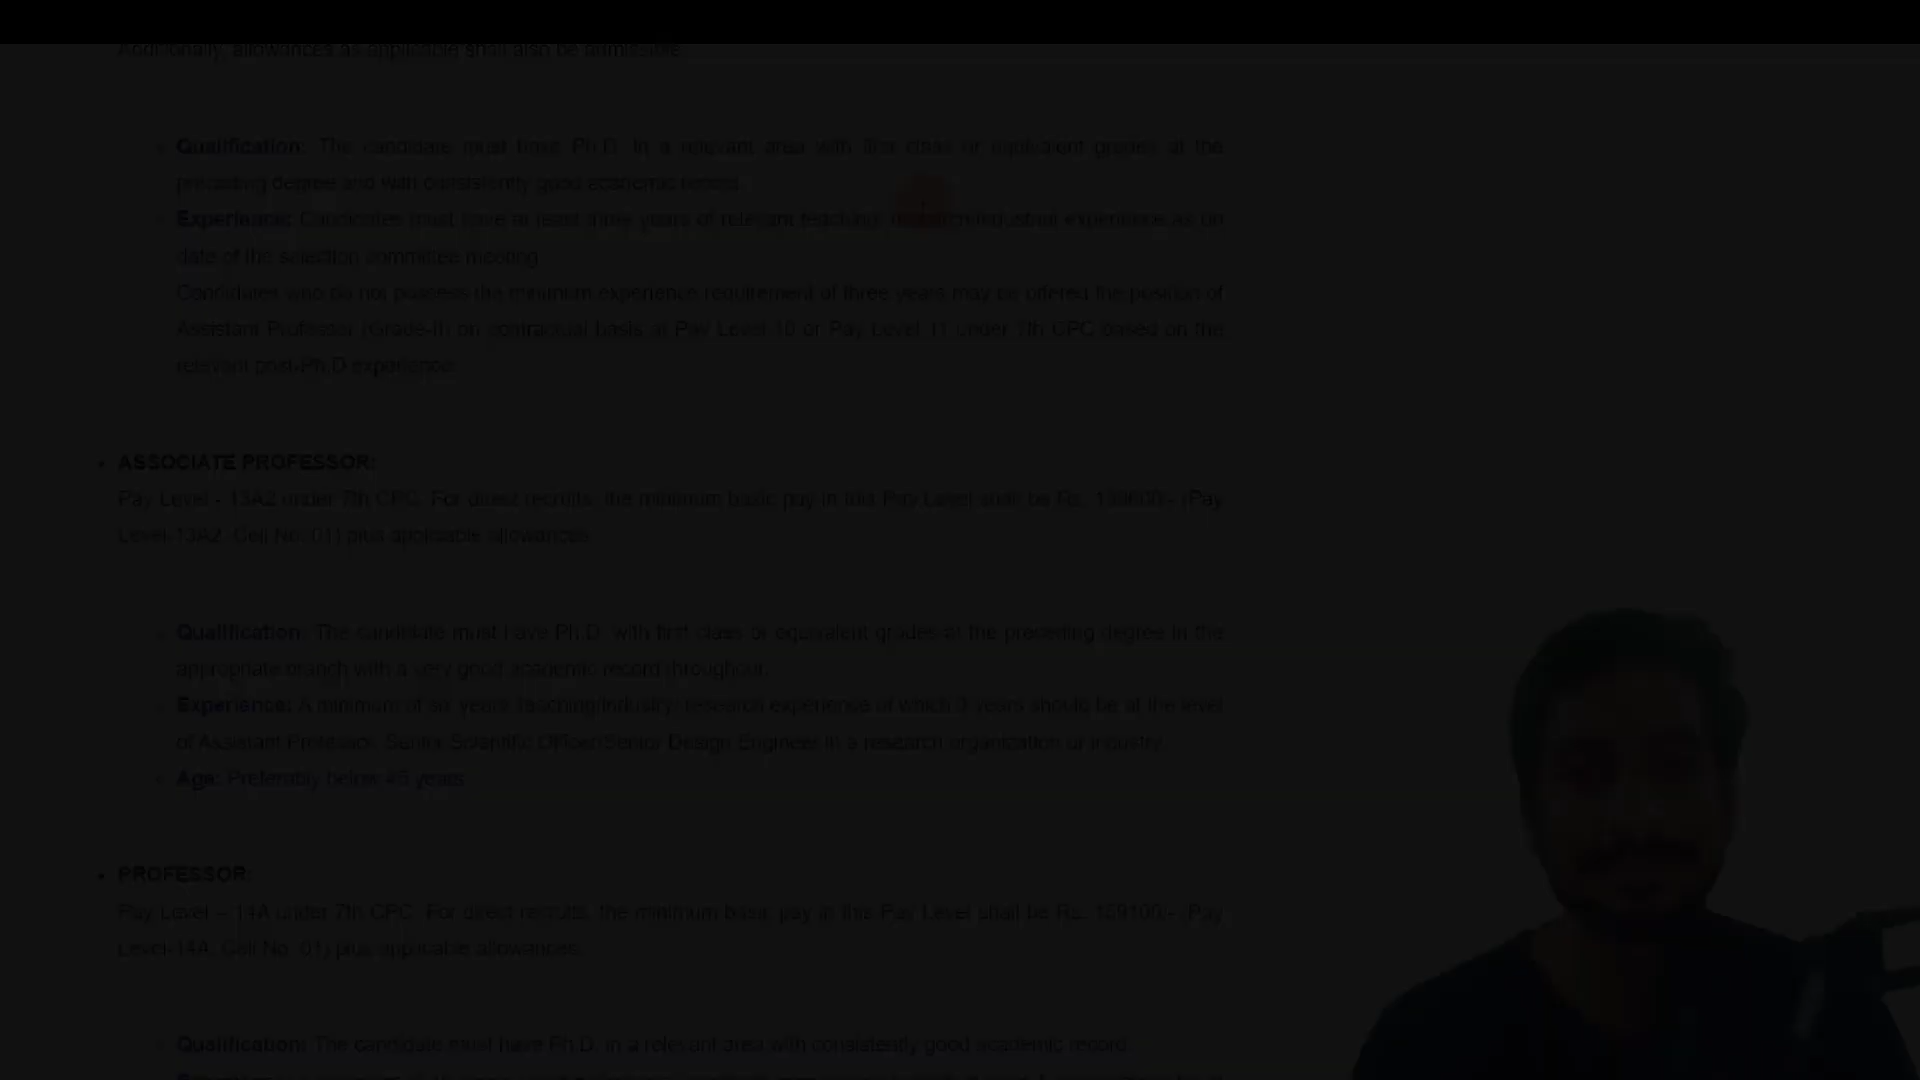 Additionally, allowances as applicable shall also be admissible.
Qualification: The candidate must have Ph.D. in a relevant area with first class or equivalent grades at the
preceding degree and with consistently good academic record.
Experience: Candidates must have at least three years of relevant teaching/ research/industrial experience as on
date of the selection committee meeting.
Candidates who do not possess the minimum experience requirement of three years may be offered the position of
Assistant Professor (Grade-II) on contractual basis at Pay Level 10 or Pay Level 11 under 7th CPC based on the
relevant post-Ph.D experience.
ASSOCIATE PROFESSOR:
Pay Level - 13A2 under 7th CPC. For direct recruits, the minimum basic pay in this Pay Level shall be Rs. (Pay
Level-13A2, Cell No. 01) plus applicable allowances.
Qualification: The candidate must have Ph.D. with first class or equivalent grades at the preceding degree in the
appropriate branch with a very good academic record throughout.
Experience: A minimum of six years teaching/industry/ research experience of which 3 years should be at the level
of Assistant Professor, Senior Scientific Officer/Senior Design Engineer in a research organization or industry.
Age: Preferably below 45 years
PROFESSOR:
Pay Level – 14A under 7th CPC. For direct recruits, the minimum basic pay in this Pay Level shall be Rs. 159100/- (Pay
Level-14A, Cell No. 01) plus applicable allowances.
Qualification: The candidate must have Ph.D. in a relevant area with consistently good academic record.